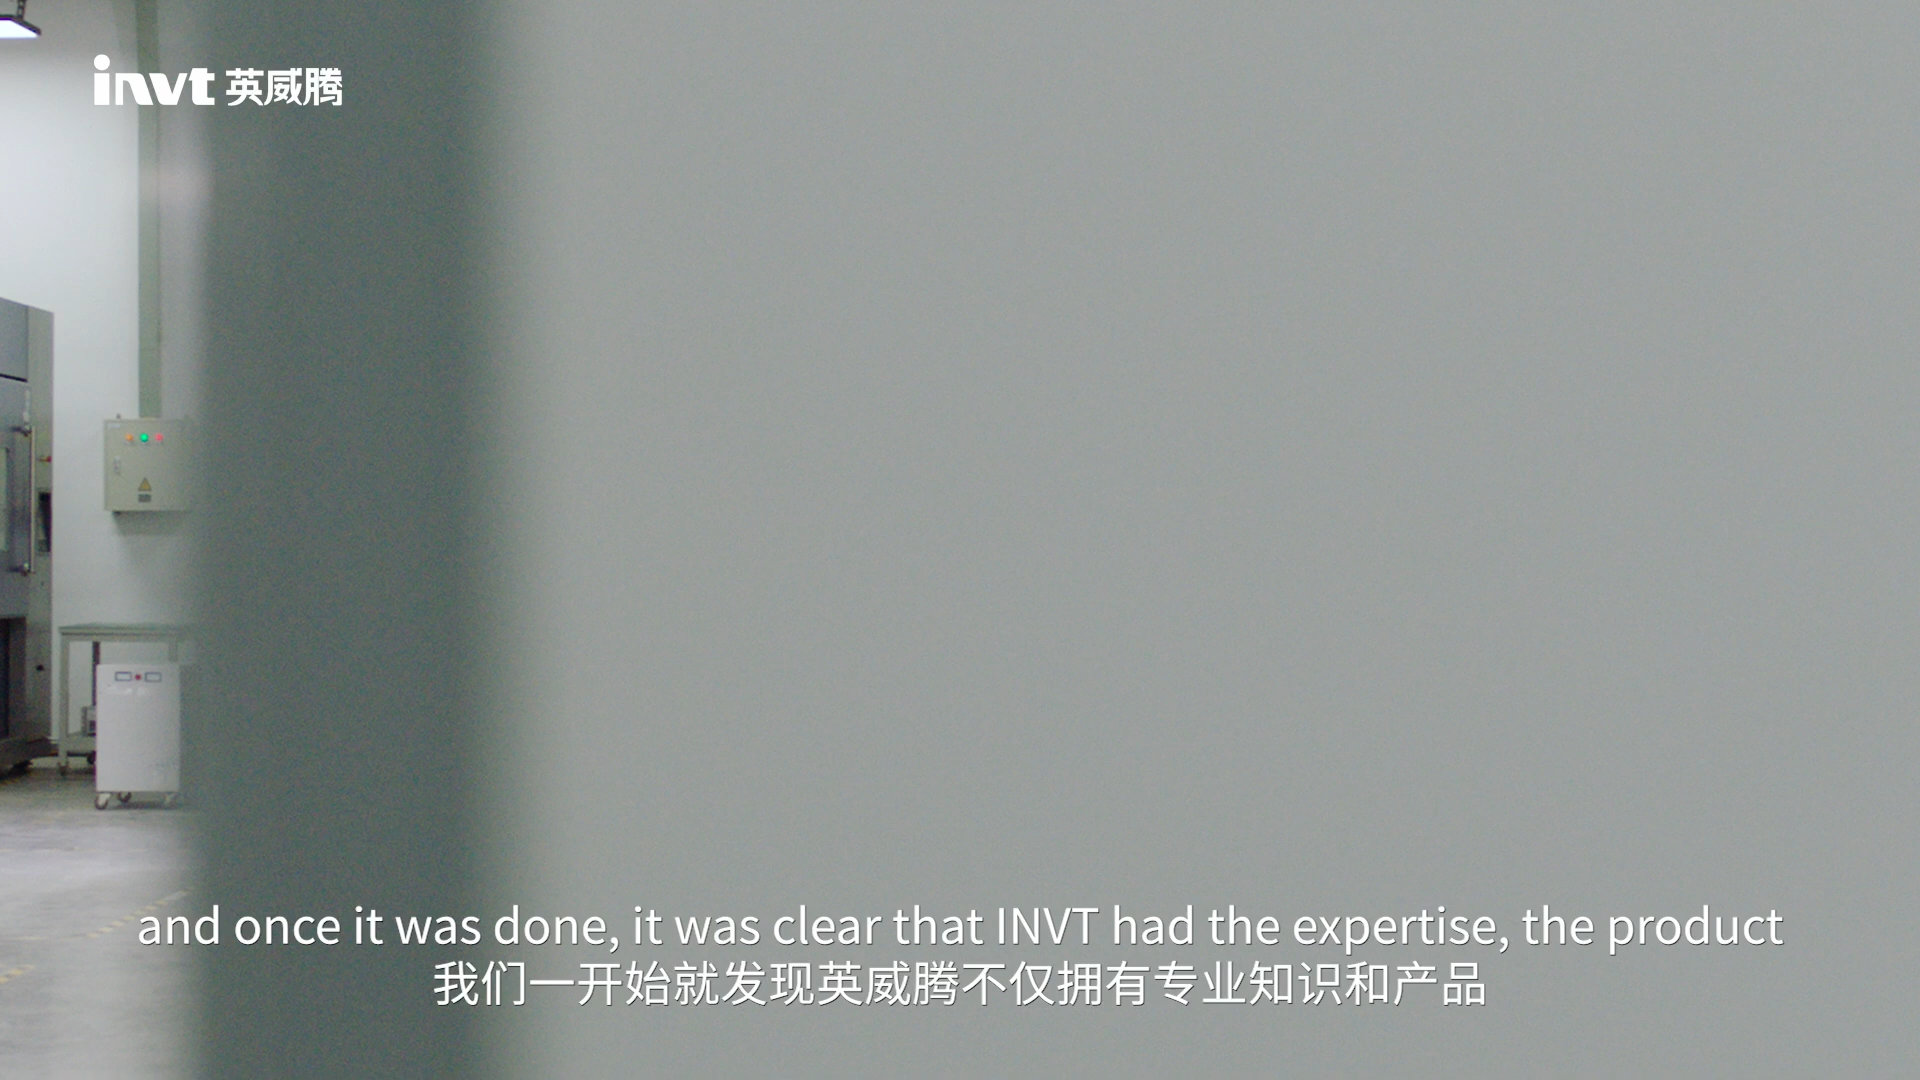 invt 英威腾
and once it was done, it was clear that INVT had the expertise, the product
我们一开始就发现英威腾不仅拥有专业知识和产品